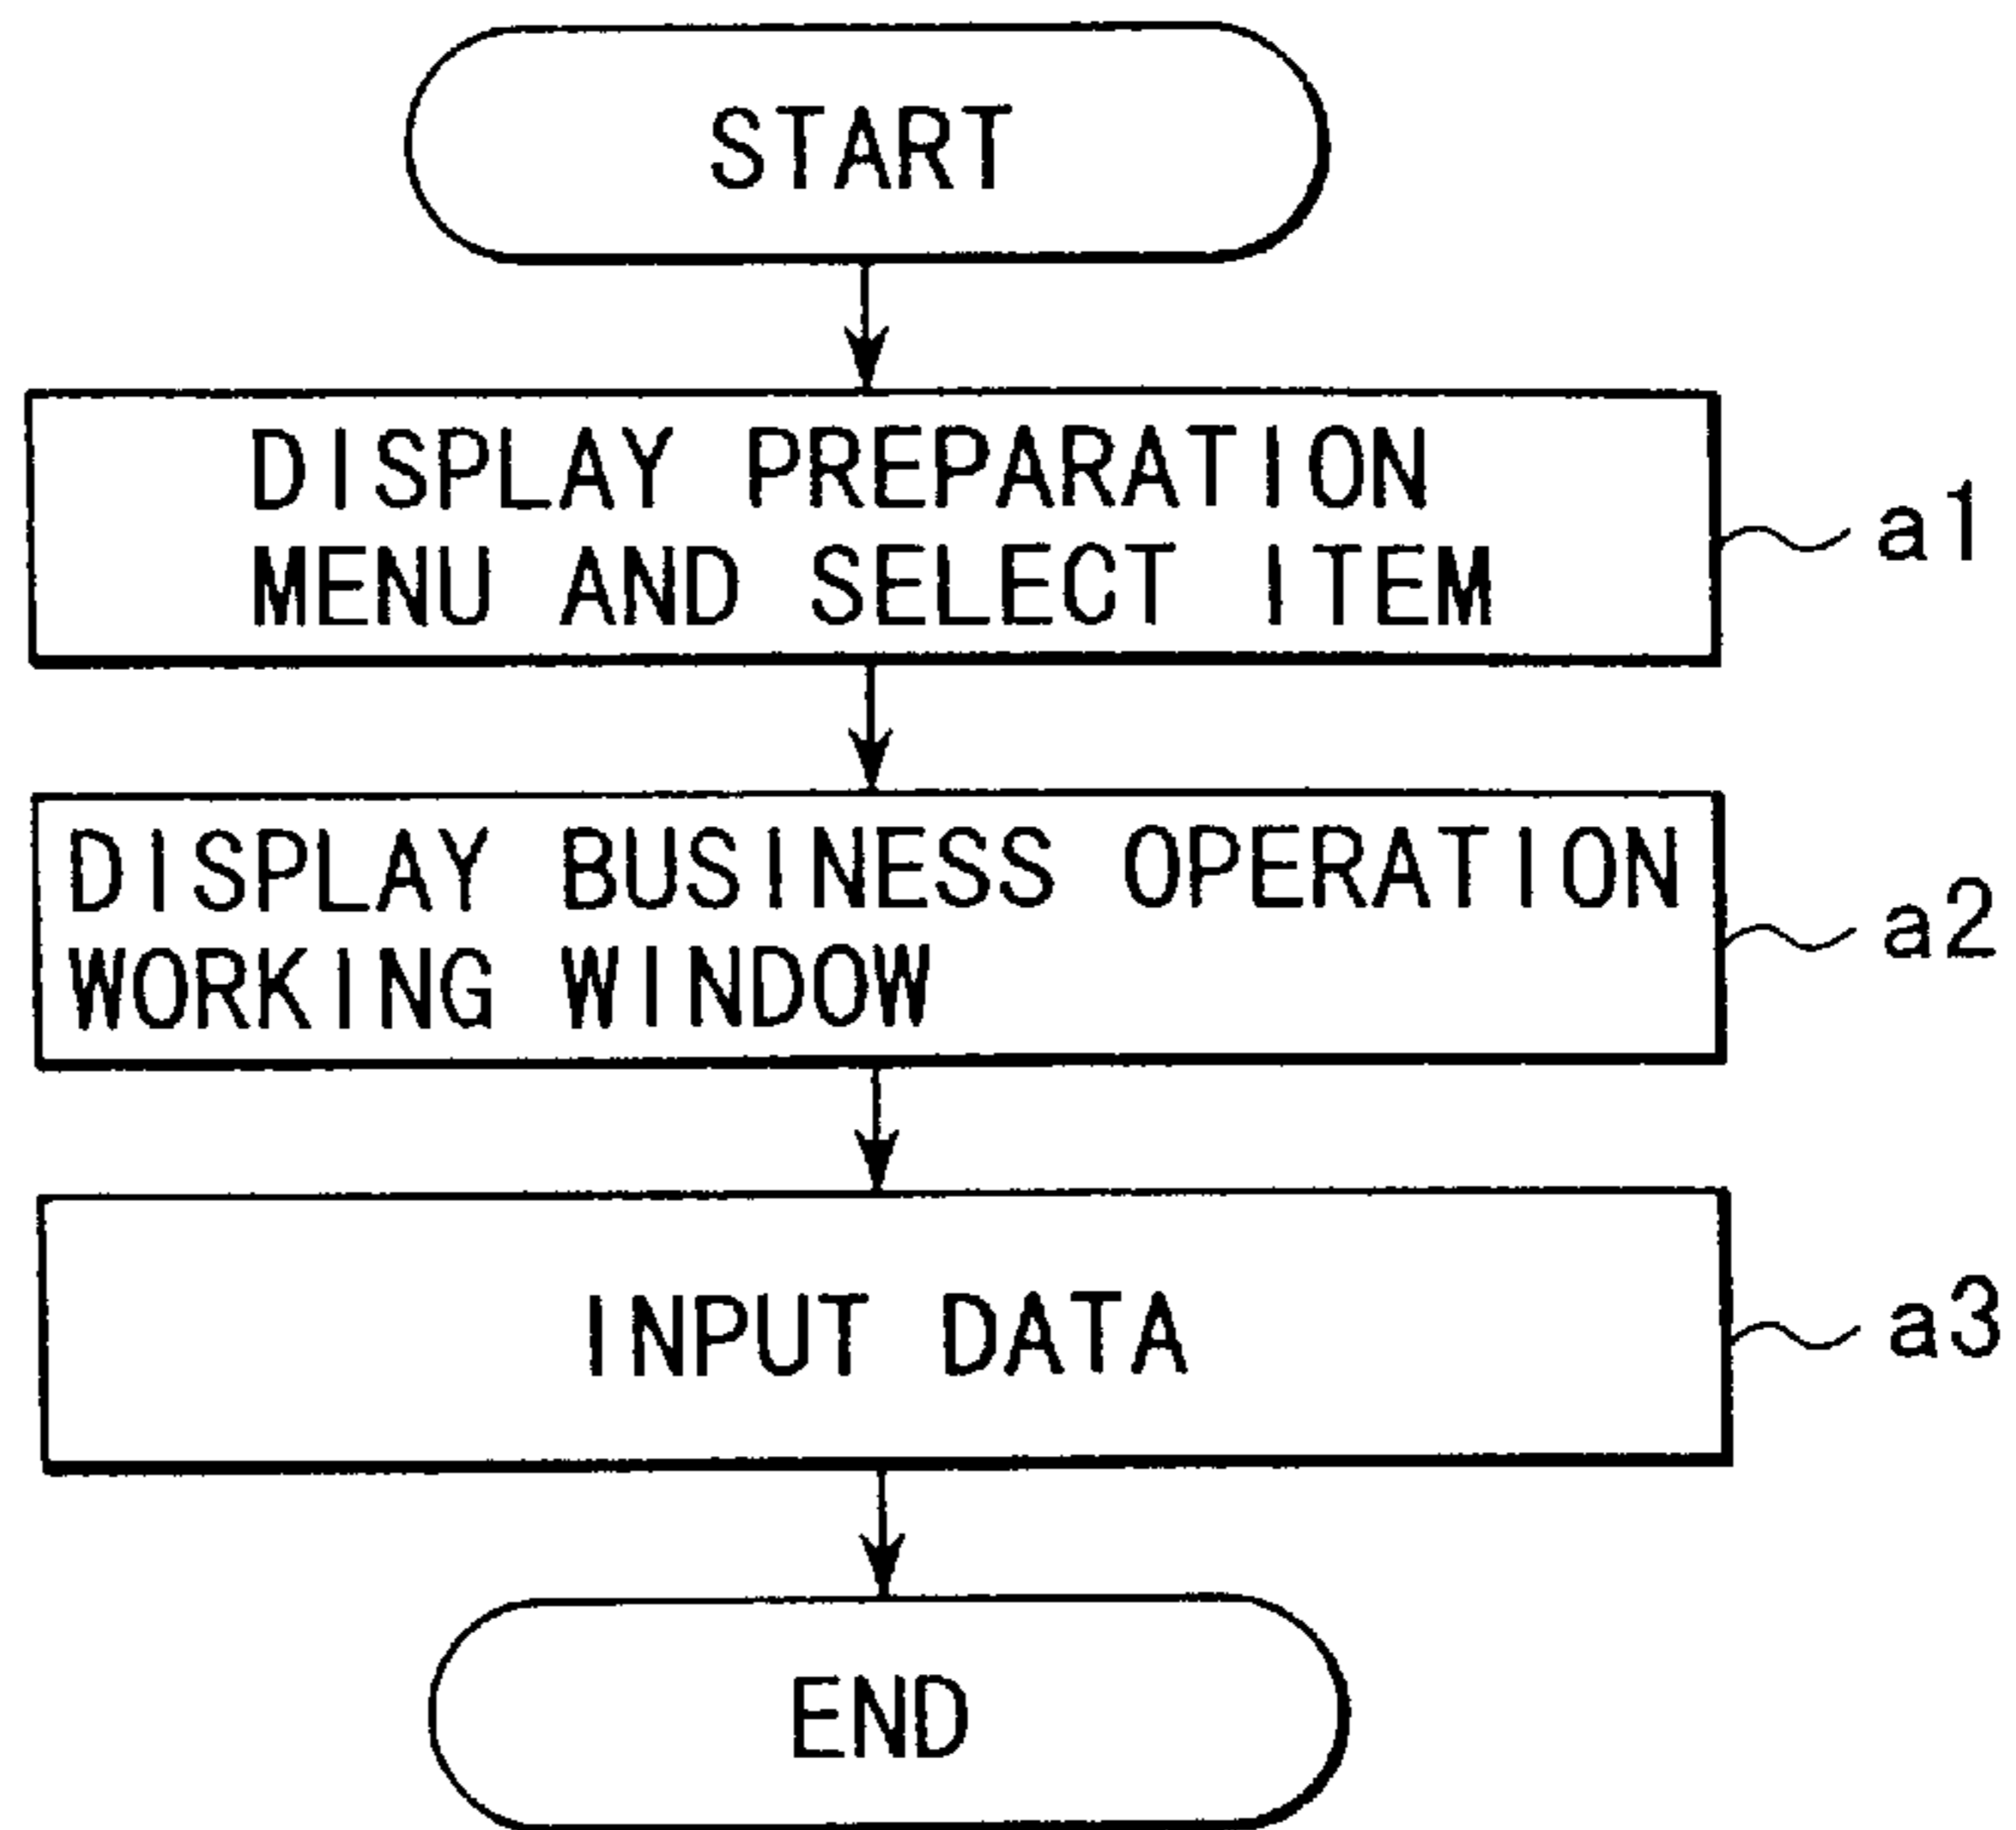 START
DISPLAY PREPARATION
MENU AND SELECT ITEM
a1
DISPLAY BUSINESS OPERATION
WORKING WINDOW
a2
INPUT DATA
a3
END